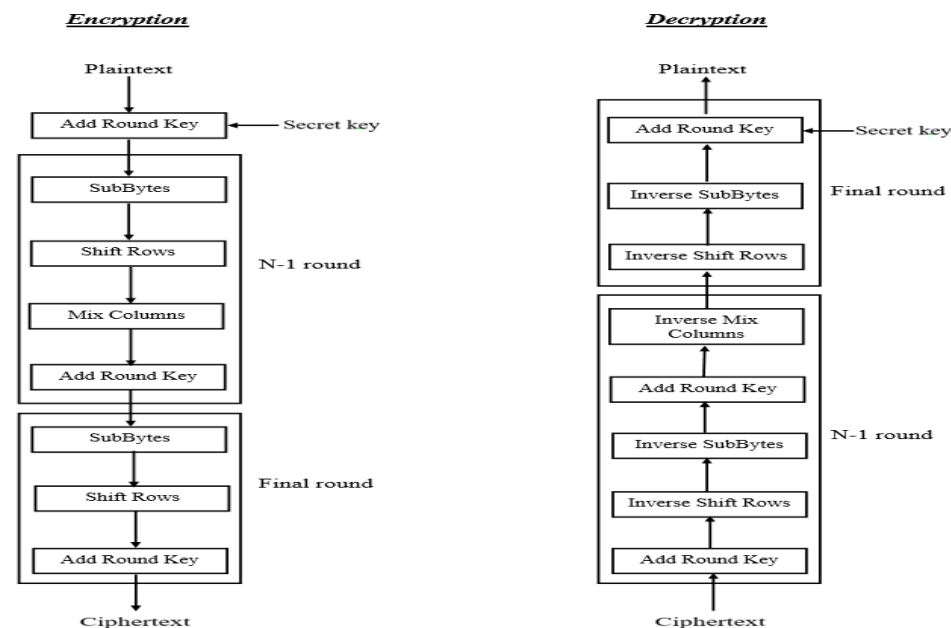 Encryption
Plaintext
Add Round Key
Secret key
SubBytes
Shift Rows
N-1 round
Mix Columns
Add Round Key
SubBytes
Final round
Shift Rows
Add Round Key
Ciphertext
Decryption
Plaintext
Add Round Key
Secret key
Inverse SubBytes
Final round
Inverse Shift Rows
Inverse Mix
Columns
Add Round Key
N-1 round
Inverse SubBytes
Inverse Shift Rows
Add Round Key
Ciphertext